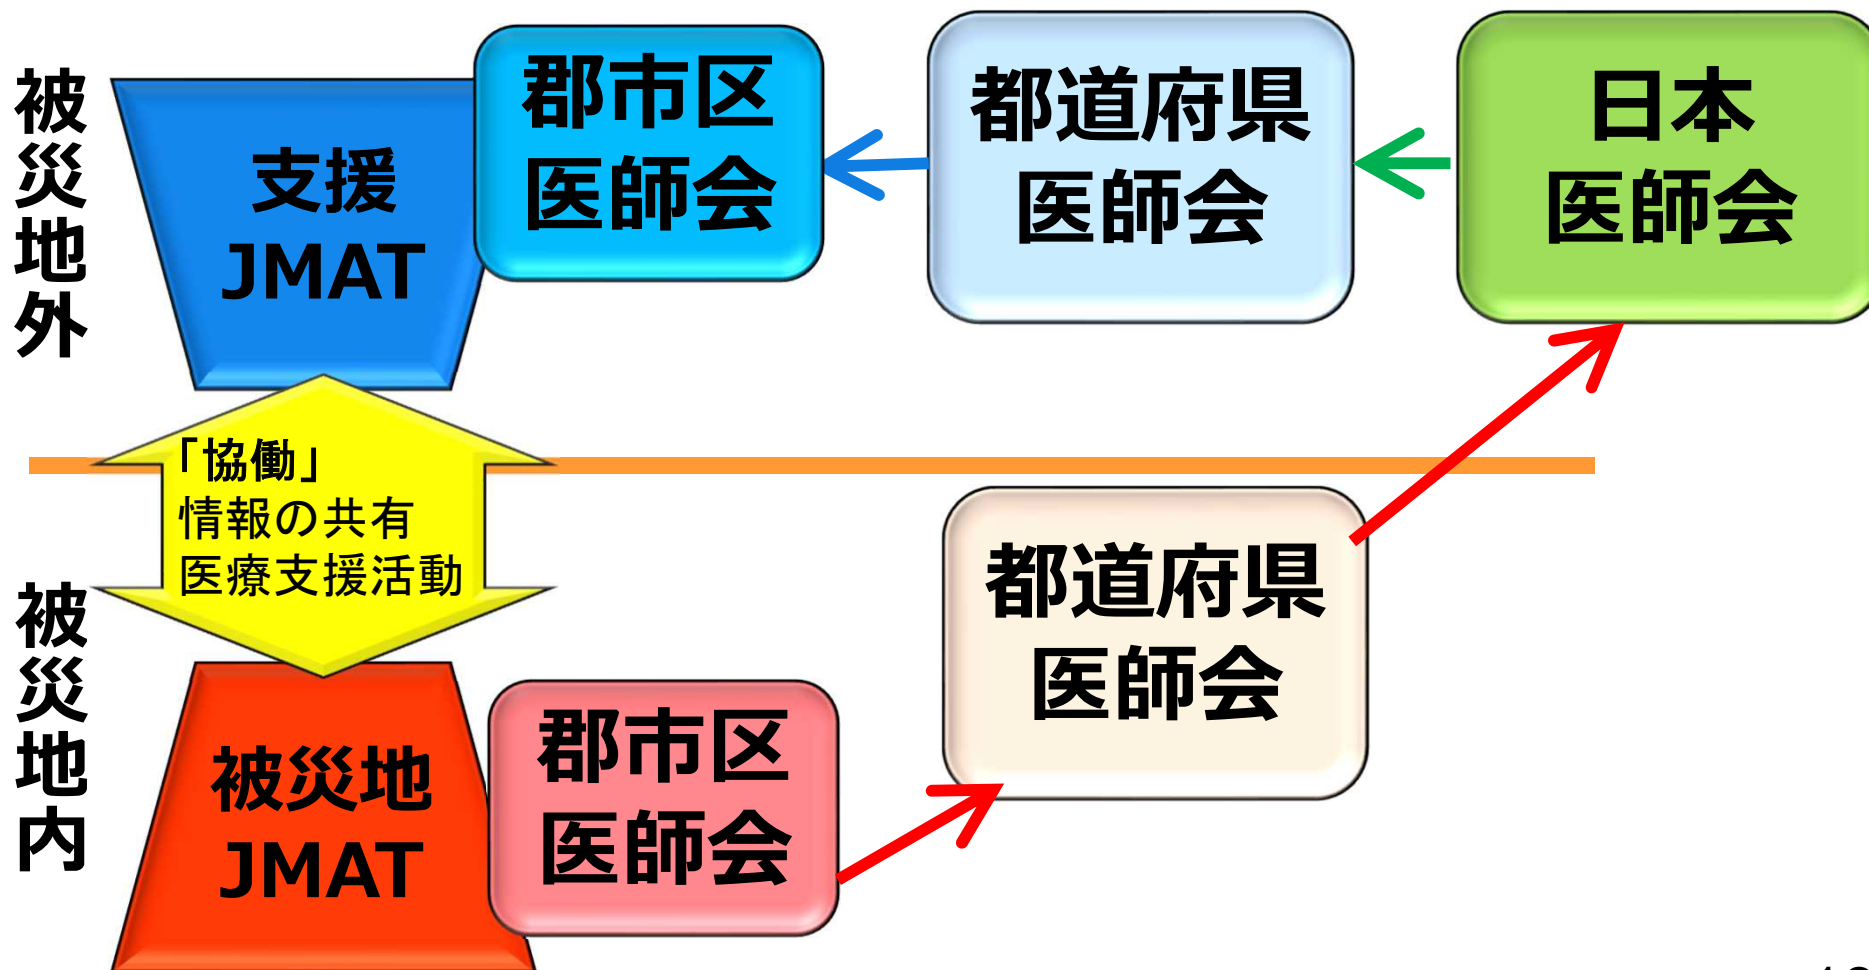 被災地外
支援
JMAT
郡市区
医師会
都道府県
医師会
日本
医師会
「協働」
情報の共有
医療支援活動
被災地内
被災地
JMAT
郡市区
医師会
都道府県
医師会